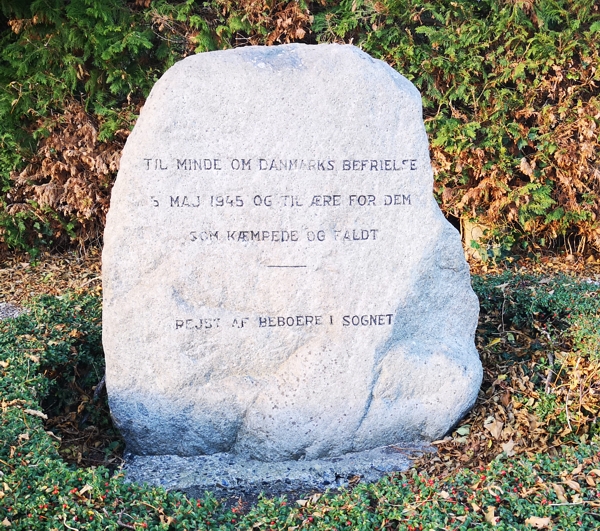 TIL MINDE OM DANMARKS BEFRIELSE
5 MAJ 1945 OG TIL ÆRE FOR DEM
SOM KÆMPEDE OG FALDT
REJST AF BEBOERE I SOGNET